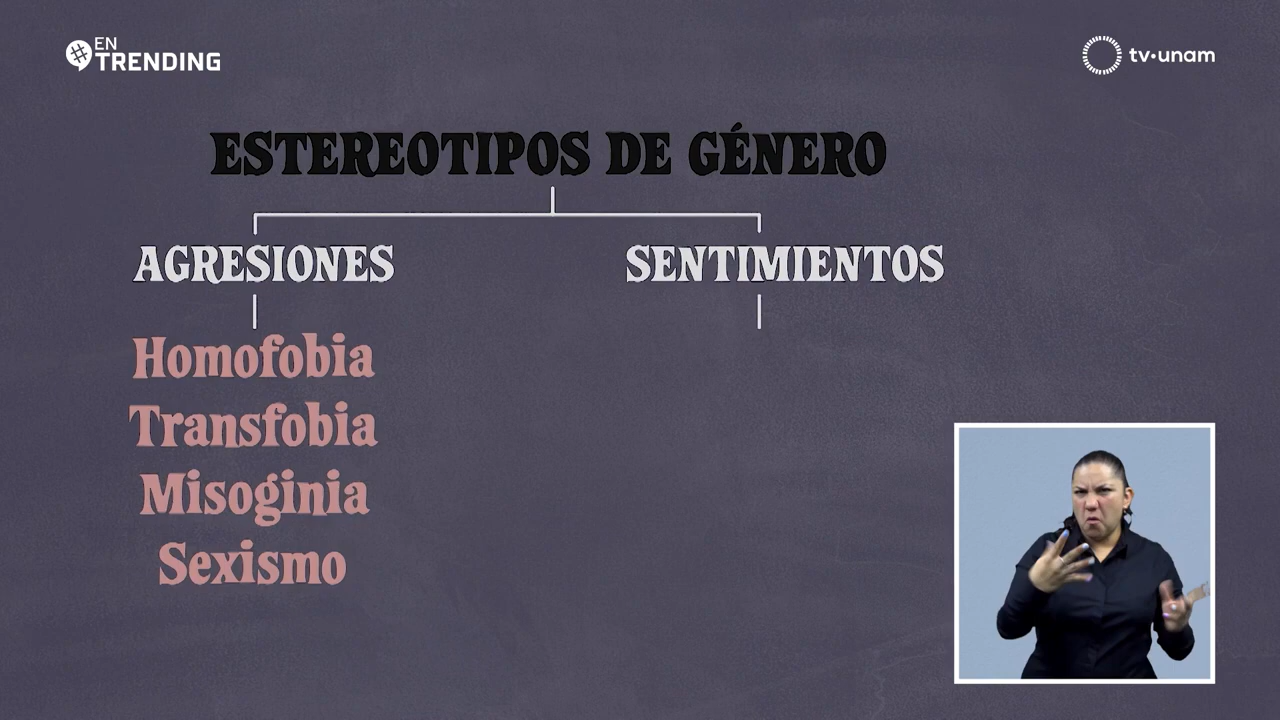 EN
TRENDING
tv·unam
ESTEREOTIPOS DE GÉNERO
AGRESIONES
SENTIMIENTOS
Homofobia
Transfobia
Misoginia
Sexismo